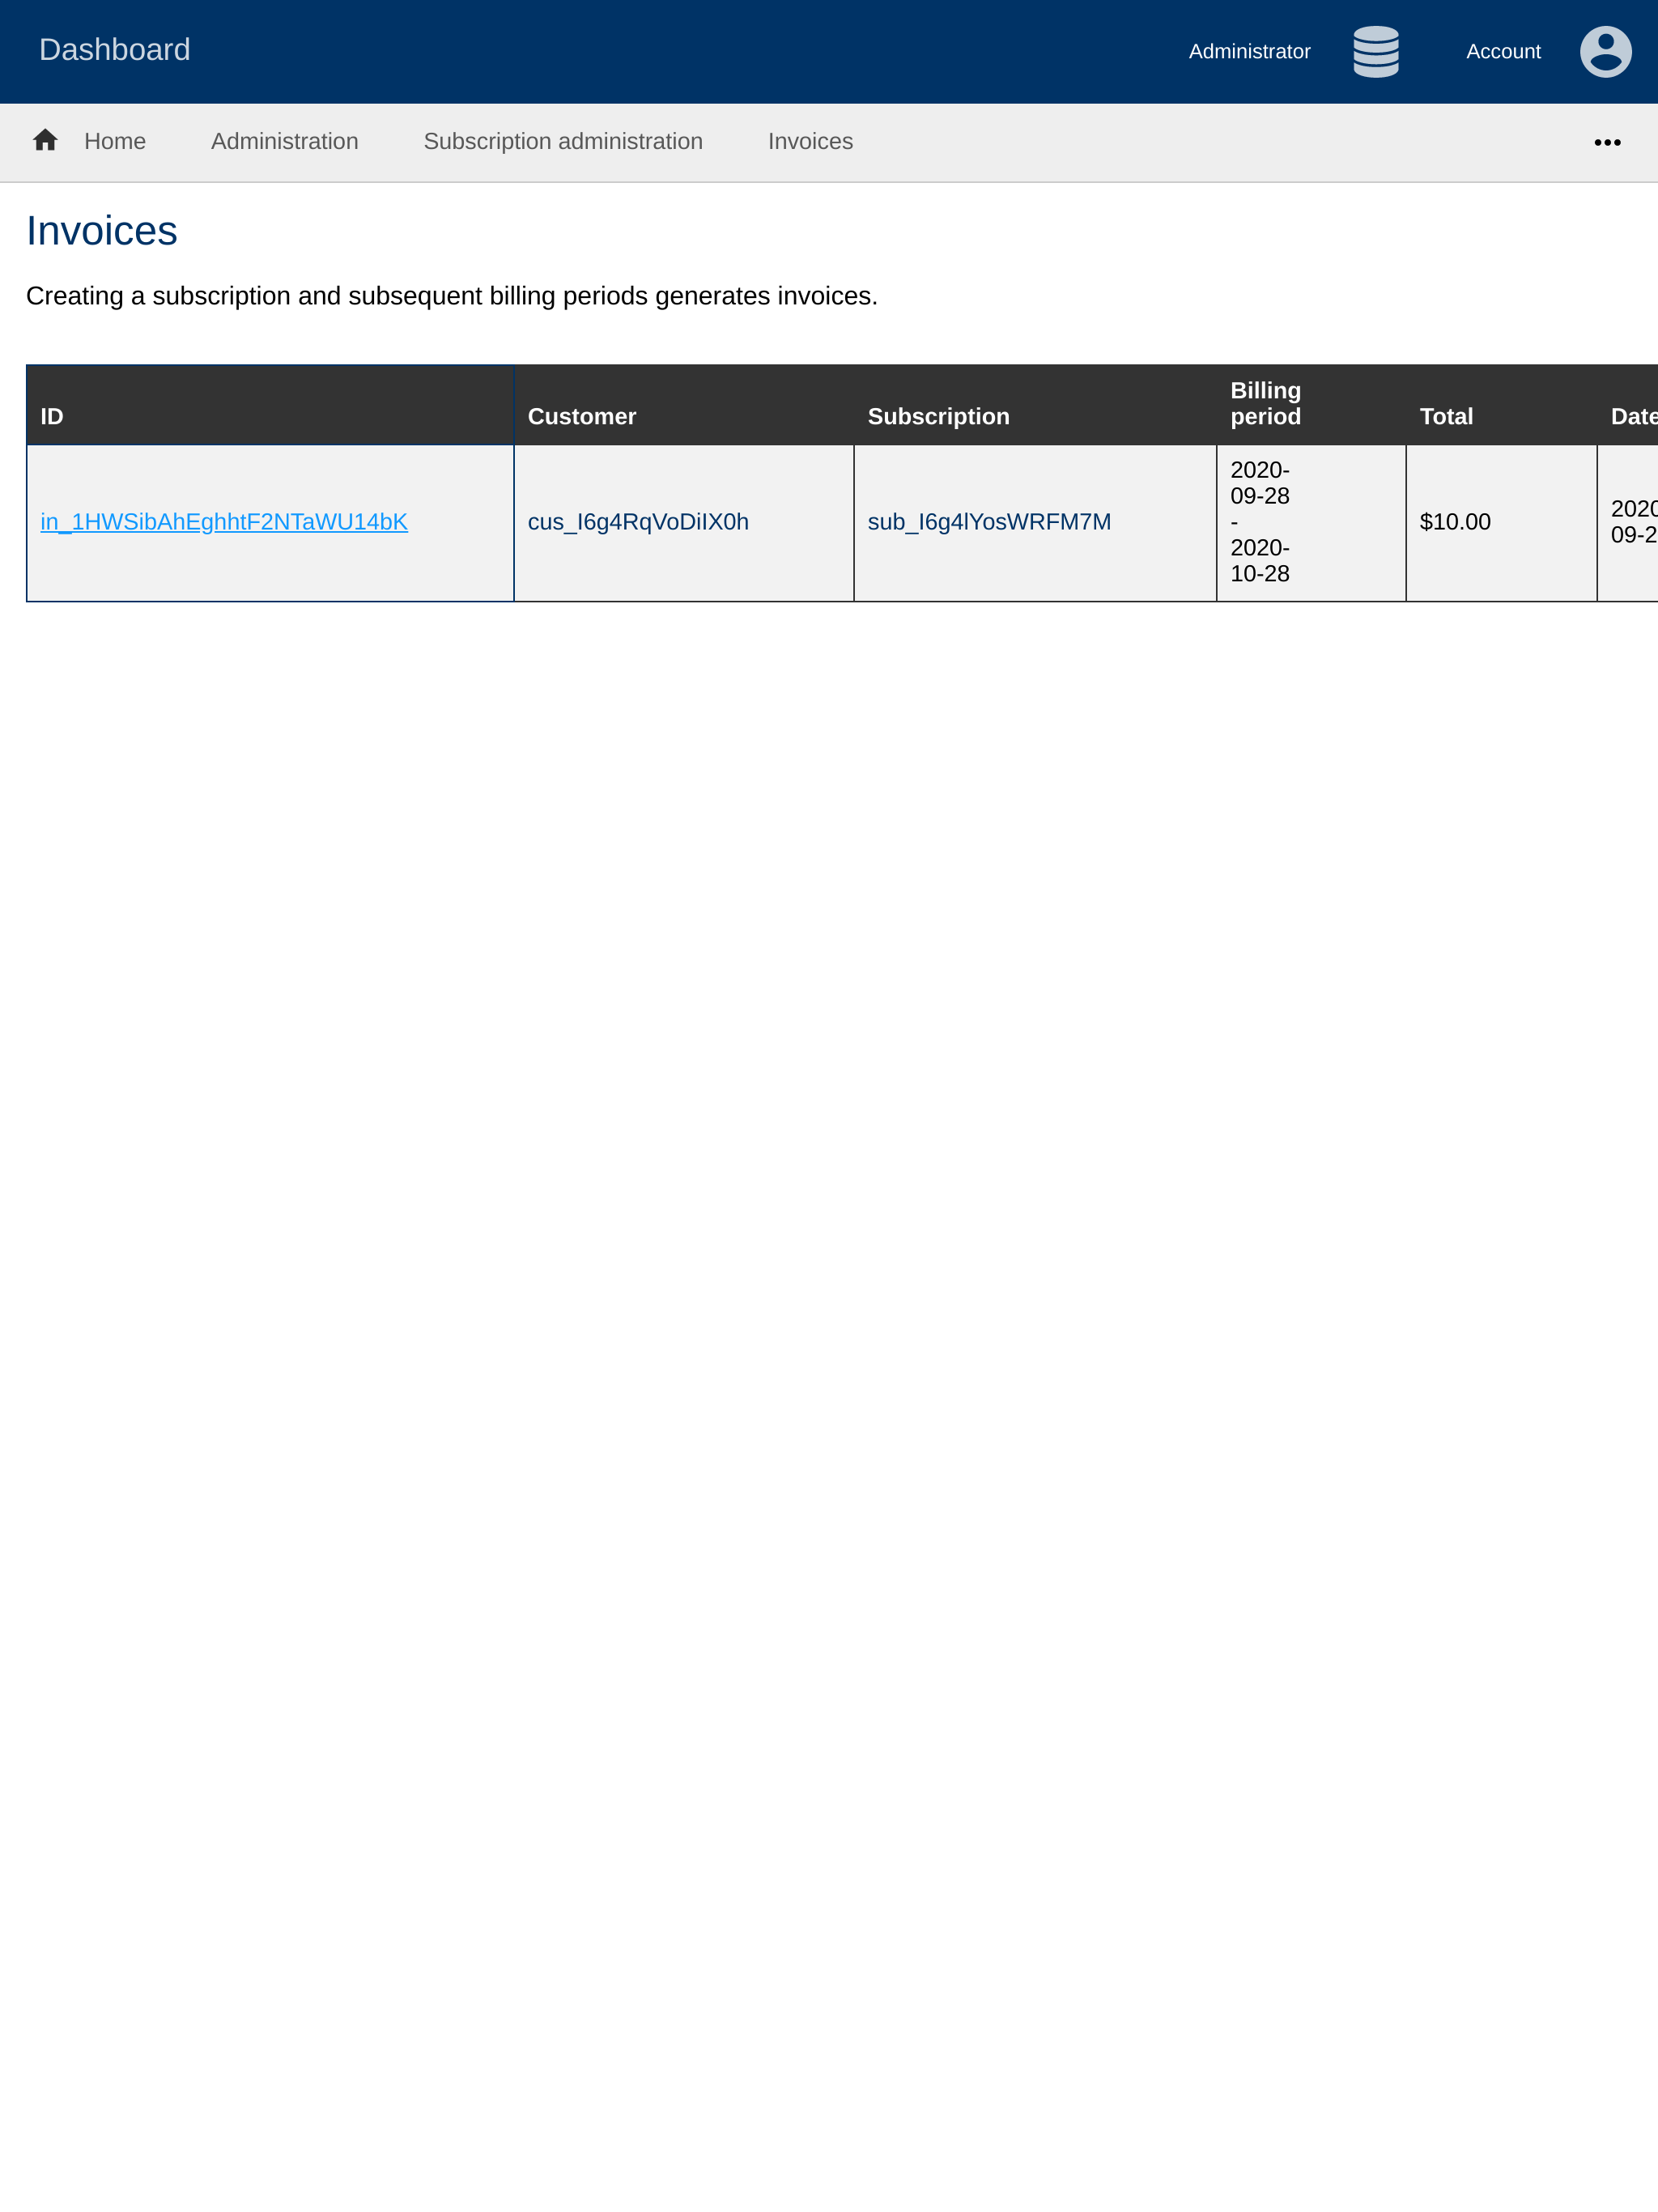 Dashboard
Administrator
Account
Home
Administration
Subscription administration
Invoices
Invoices
Creating a subscription and subsequent billing periods generates invoices.
ID
Customer
Subscription
Billing
period
Total
Date
in_1HWSibAhEghhtF2NTaWU14bK
cus_I6g4RqVoDiIX0h
sub_I6g4lYosWRFM7M
2020-
09-28
-
2020-
10-28
$10.00
2020
09-2